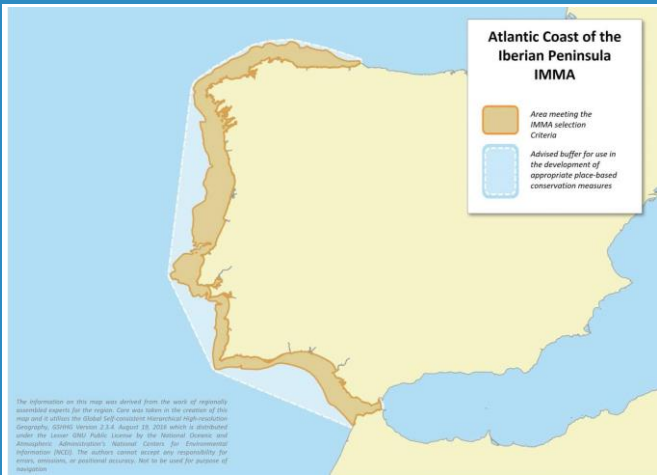 Atlantic Coast of the
Iberian Peninsula
IMMA
Area meeting the
IMMA selection
Criteria
Advised buffer for use in
the development of
appropriate place-based
conservation measures
The information on this map was derived from the work of regionally
assembled experts for the region. Care was taken in the creation of this
map and it utilises the Global Self-consistent Hierarchical High-resolution
Geography, GSHHG Version 2.3.6 August 19, 2016 which is distributed
under the Lesser GNU Public License by the National Oceanic and
Atmospheric Administration's National Centers for Environmental
Information (NCEI). The authors cannot accept any responsibility for
errors, omissions, or positional accuracy. Not to be used for purpose of
navigation